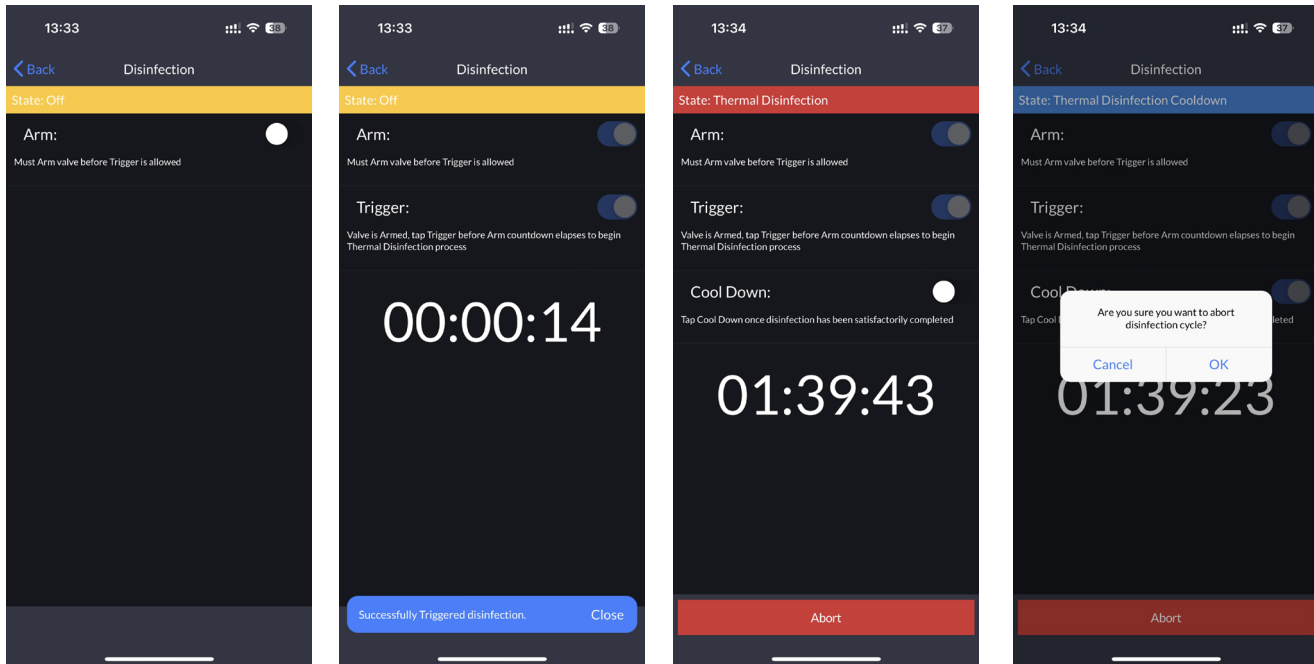 13:33
38
Back
Disinfection
State: Off
Arm:
Must Arm valve before Trigger is allowed
13:33
38
Back
Disinfection
State: Off
Arm:
Must Arm valve before Trigger is allowed
Trigger:
Valve is Armed, tap Trigger before Arm countdown elapses to begin
Thermal Disinfection process
00:00:14
Successfully Triggered disinfection.
Close
13:34
37
Back
Disinfection
State: Thermal Disinfection
Arm:
Must Arm valve before Trigger is allowed
Trigger:
Valve is Armed, tap Trigger before Arm countdown elapses to begin
Thermal Disinfection process
Cool Down:
Tap Cool Down once disinfection has been satisfactorily completed
01:39:43
Abort
13:34
37
Back
Disinfection
State: Thermal Disinfection Cooldown
Arm:
Must Arm valve before Trigger is allowed
Trigger:
Valve is Armed, tap Trigger before Arm countdown elapses to begin
Thermal Disinfection process
Cool Down:
Tap Cool
Are you sure you want to abort
disinfection cycle?
Cancel
OK
01:39:23
Abort